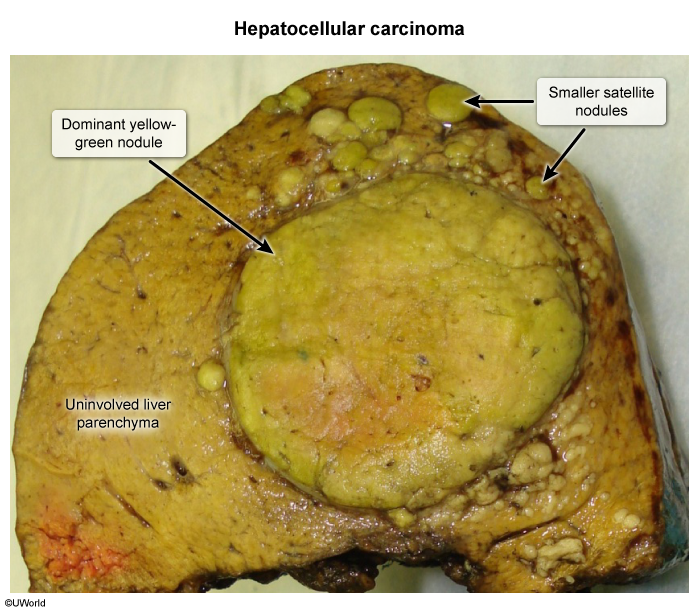 Hepatocellular carcinoma
Dominant yellow-
green nodule
Smaller satellite
nodules
Uninvolved liver
parenchyma
©UWorld